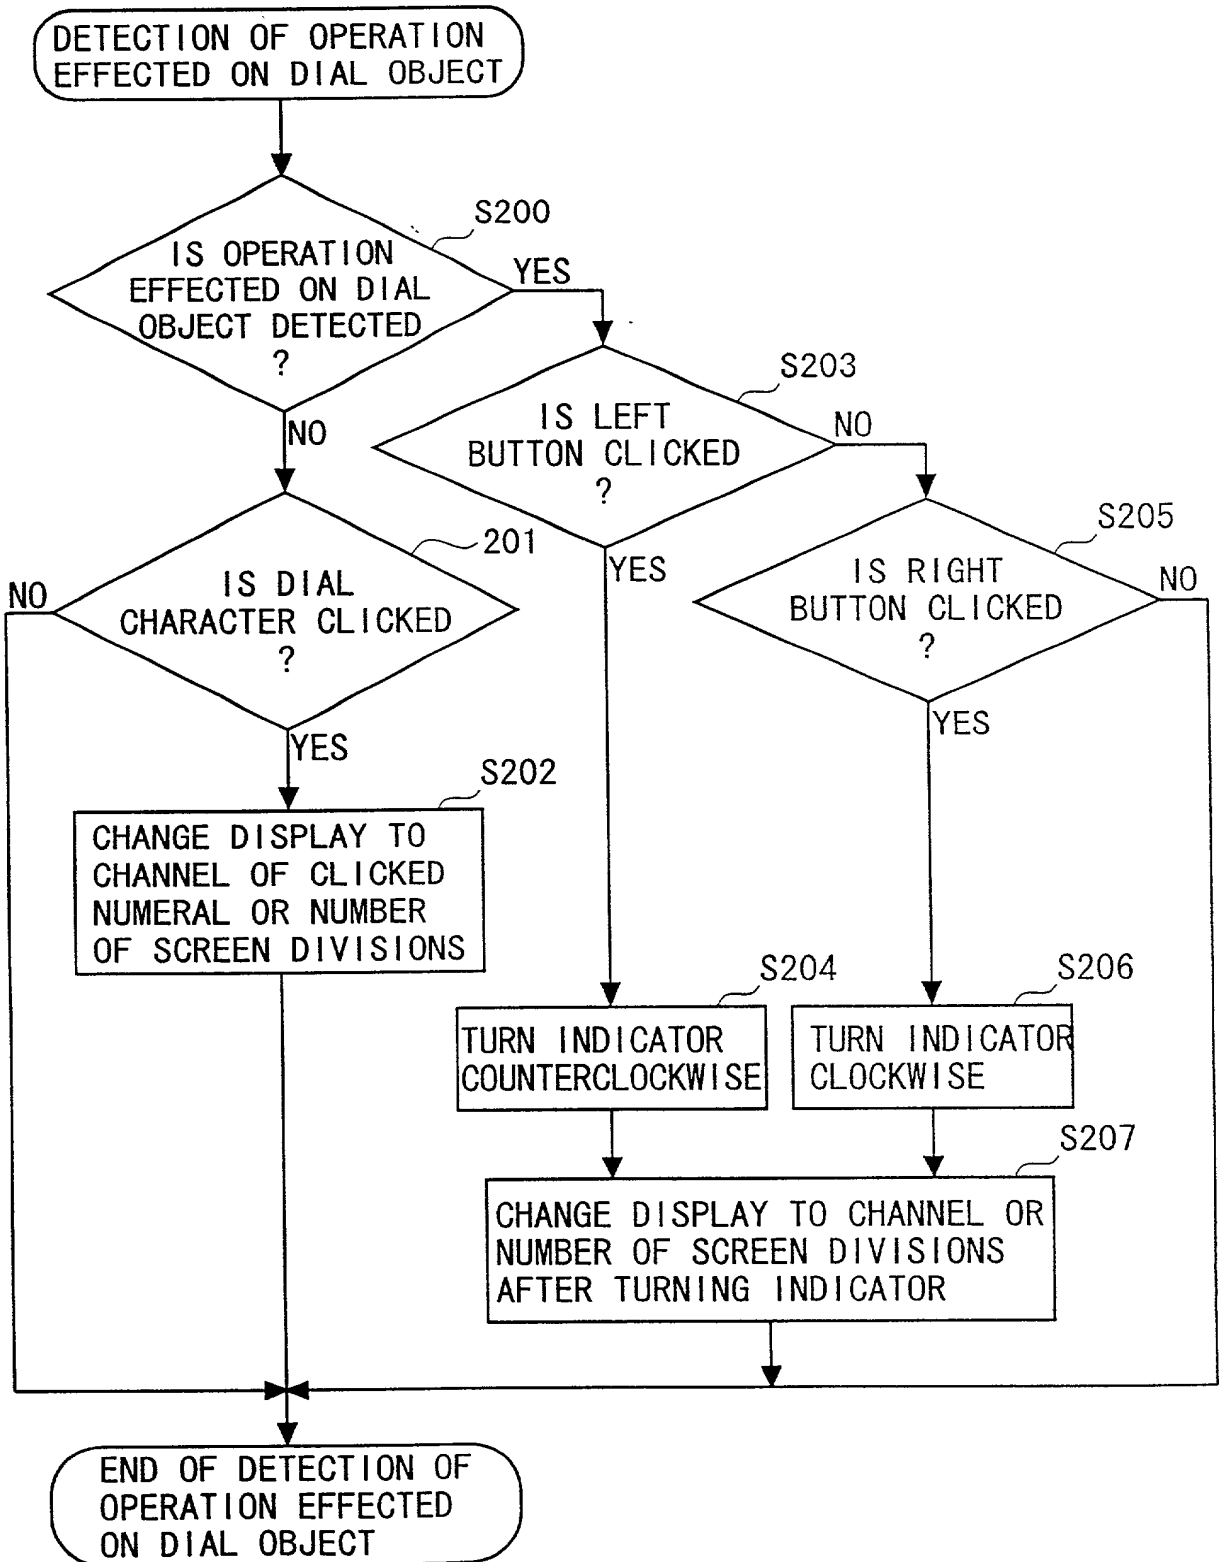 DETECTION OF OPERATION
EFFECTED ON DIAL OBJECT
S200
IS OPERATION
EFFECTED ON DIAL
OBJECT DETECTED
?
YES
NO
S203
IS LEFT
BUTTON CLICKED
?
NO
YES
S205
IS RIGHT
BUTTON CLICKED
?
NO
YES
201
IS DIAL
CHARACTER CLICKED
?
NO
YES
S202
CHANGE DISPLAY TO
CHANNEL OF CLICKED
NUMERAL OR NUMBER
OF SCREEN DIVISIONS
S204
TURN INDICATOR
COUNTERCLOCKWISE
S206
TURN INDICATOR
CLOCKWISE
S207
CHANGE DISPLAY TO CHANNEL OR
NUMBER OF SCREEN DIVISIONS
AFTER TURNING INDICATOR
END OF DETECTION OF
OPERATION EFFECTED
ON DIAL OBJECT